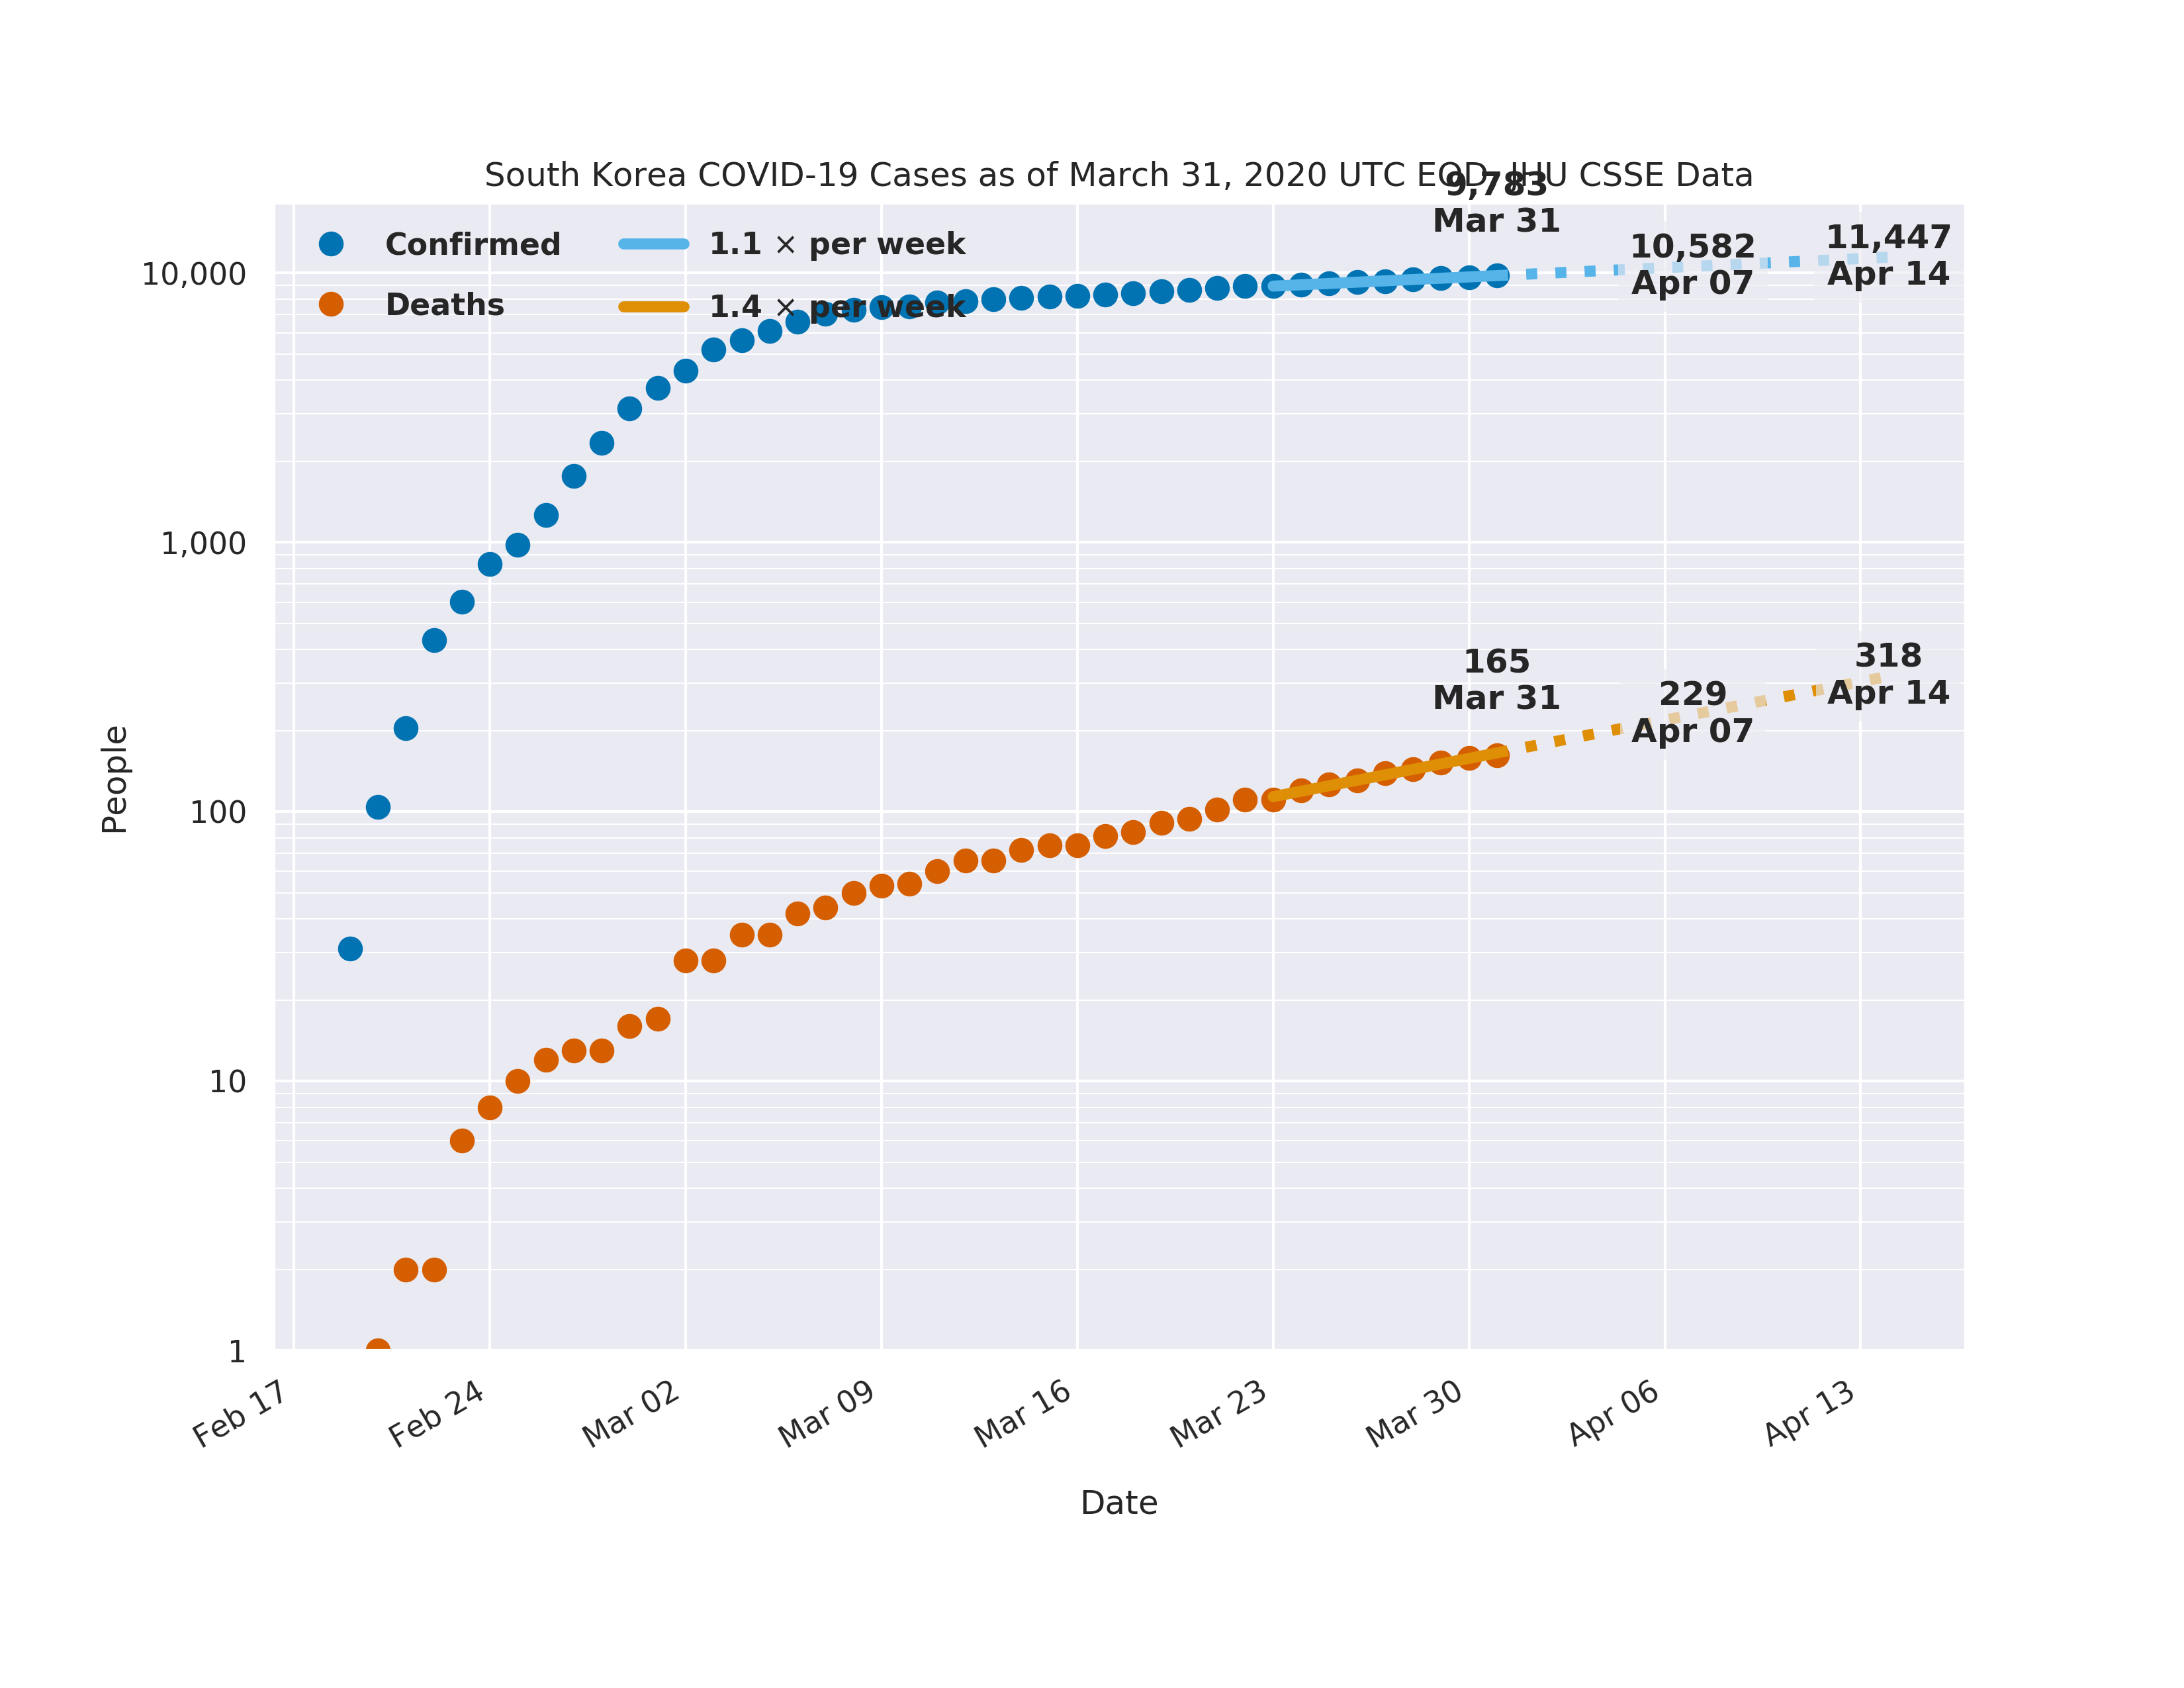 South Korea COVID-19 Cases as of March 31, 2020 UTC EOD, JHU CSSE Data
Confirmed
Deaths
1.1 × per week
1.4 × per week
9,783
Mar 31
10,582
Apr 07
11,447
Apr 14
165
Mar 31
229
Apr 07
318
Apr 14
People
10,000
1,000
100
10
1
Feb 17
Feb 24
Mar 02
Mar 09
Mar 16
Mar 23
Mar 30
Apr 06
Apr 13
Date